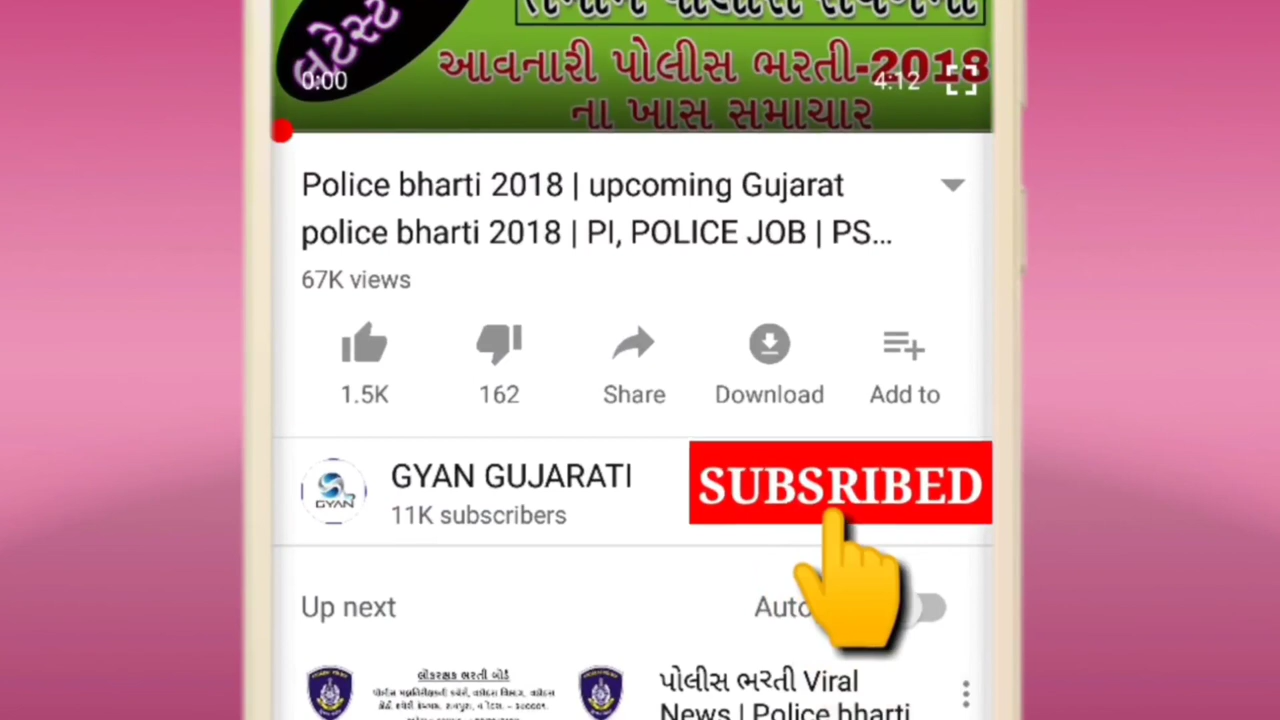 લેટેસ્ટ
આવનારી પોલીસ ભરતી-2018
0:00
4:12
ના ખાસ સમાચાર
Police bharti 2018 | upcoming Gujarat
police bharti 2018 | PI, POLICE JOB | PS...
67K views
1.5K
162
Share
Download
Add to
GYAN
GYAN GUJARATI
11K subscribers
SUBSRIBED
Up next
Auto
લોકરક્ષક ભરતી બોર્ડ
પોલીસ ભરતી Viral
News | Police bharti